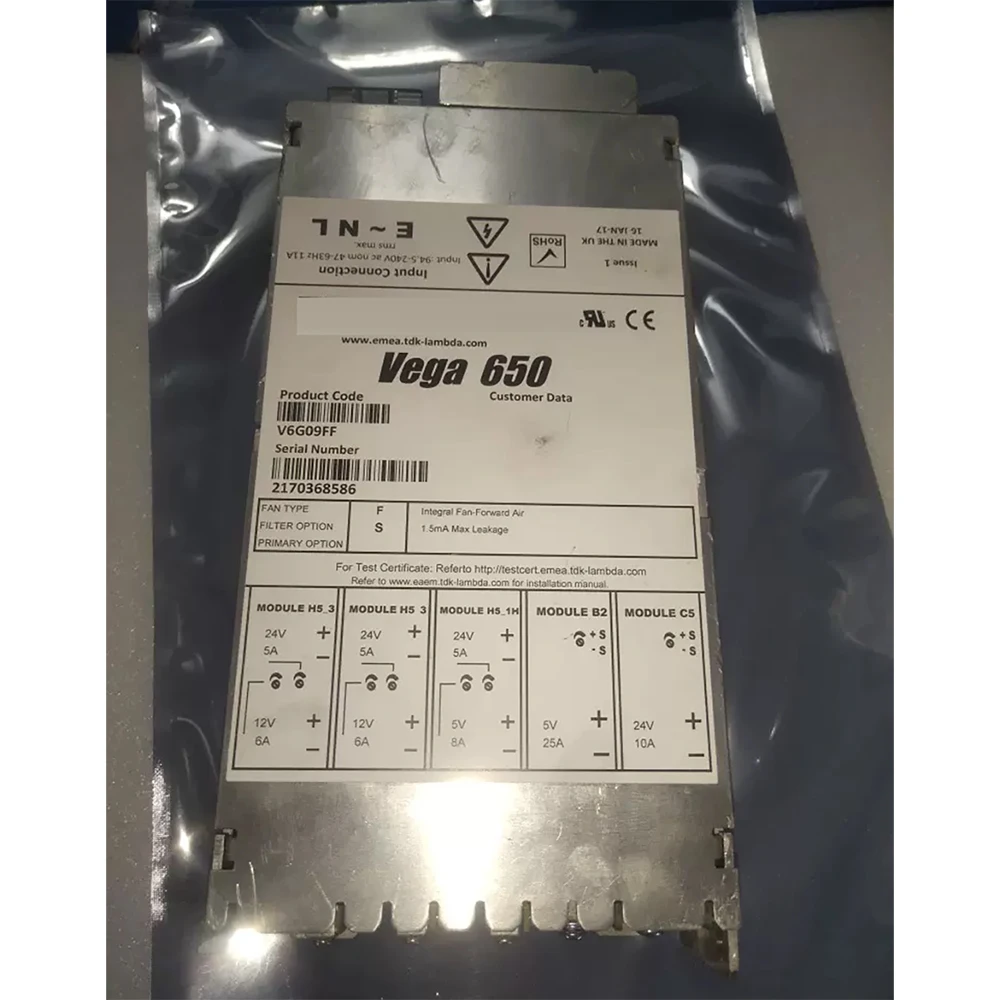 E ~ N L
Input Connection
Input :94.5-240V ac nom 47-63Hz 11A
rms max.
RoHS
Issue 1
MADE IN THE UK
16 JAN-17
c RU us CE
www.emea.tdk-lambda.com
Vega 650
Product Code
Customer Data
V6G09FF
Serial Number
2170368586
FAN TYPE F Integral Fan-Forward Air
FILTER OPTION S 1.5mA Max Leakage
PRIMARY OPTION
For Test Certificate: Referto http://testcert.emea.tdk-lambda.com
Refer to www.eaem.tdk-lambda.com for installation manual.
MODULE H5_3 MODULE H5 3 MODULE H5_1H MODULE B2 MODULE C5
24V + 24V + 24V + + S + S
5A - 5A - 5A - - S - S
12V + 12V + 5V + 5V + 24V +
6A - 6A - 8A - 25A - 10A -